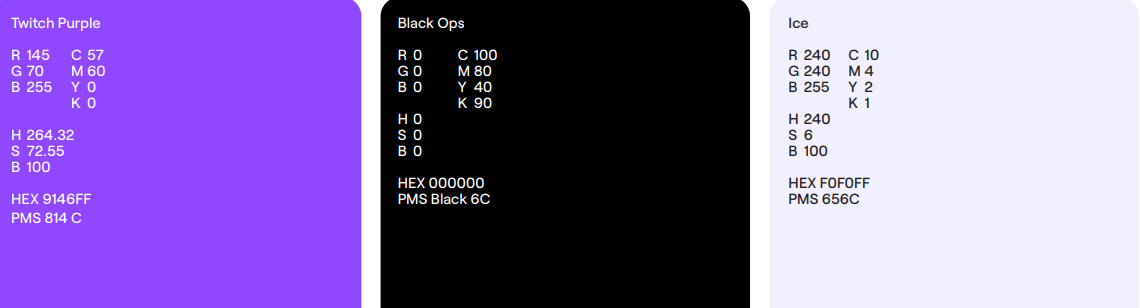 Twitch Purple
R 145 C 57
G 70 M 60
B 255 Y 0
K 0
H 264.32
S 72.55
B 100
HEX 9146FF
PMS 814 C
Black Ops
R 0 C 100
G 0 M 80
B 0 Y 40
K 90
H 0
S 0
B 0
HEX 000000
PMS Black 6C
Ice
R 240 C 10
G 240 M 4
B 255 Y 2
K 1
H 240
S 6
B 100
HEX F0F0FF
PMS 656C